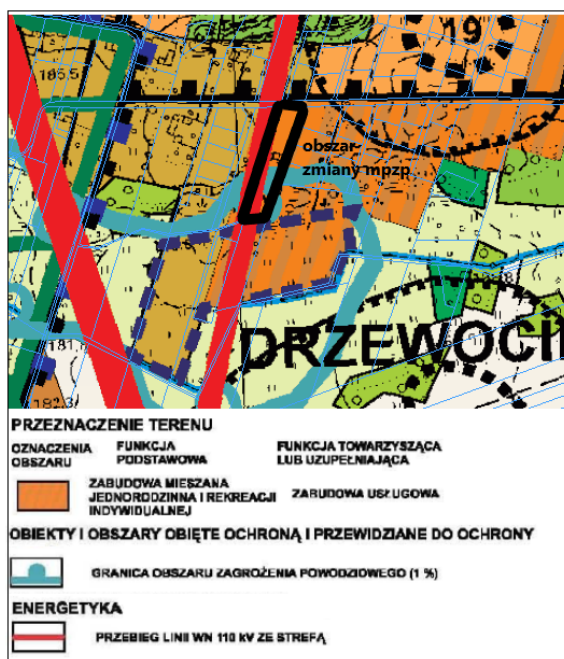 19
185,5
obszar
zmiany mpzp
DRZEWOCI
181
182.3
PRZEZNACZENIE TERENU
OZNACZENIA OBSZARU
FUNKCJA PODSTAWOWA
FUNKCJA TOWARZYSZĄCA LUB UZUPEŁNIAJĄCA
ZABUDOWA MIESZANA
JEDNORODZINNA I REKREACJI
INDYWIDUALNEJ
ZABUDOWA USŁUGOWA
OBIEKTY I OBSZARY OBJĘTE OCHRONĄ I PRZEWIDZIANE DO OCHRONY
GRANICA OBSZARU ZAGROŻENIA POWODZIOWEGO (1 %)
ENERGETYKA
PRZEBIEG LINII WN 110 kV ZE STREFĄ